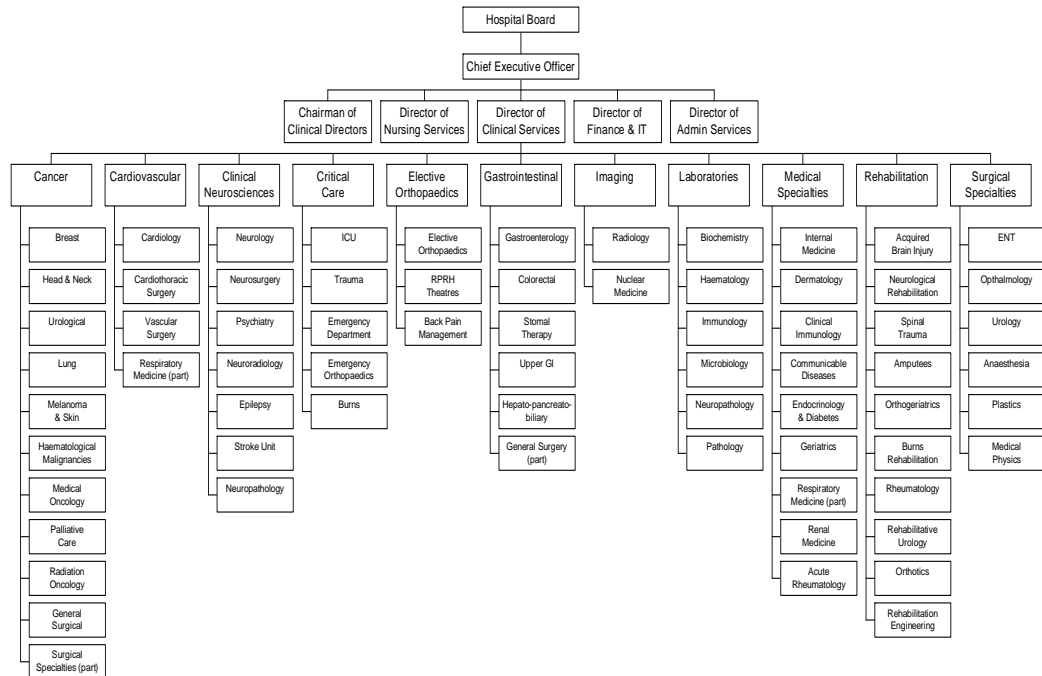 Hospital Board
Chief Executive Officer
Chairman of
Clinical Directors
Director of
Nursing Services
Director of
Clinical Services
Director of
Finance & IT
Director of
Admin Services
Cancer
Cardiovascular
Clinical
Neurosciences
Critical
Care
Elective
Orthopaedics
Gastrointestinal
Imaging
Laboratories
Medical
Specialties
Rehabilitation
Surgical
Specialties
Breast
Head & Neck
Urological
Lung
Melanoma
& Skin
Haematological
Malignancies
Medical
Oncology
Palliative
Care
Radiation
Oncology
General
Surgical
Surgical
Specialties (part)
Cardiology
Cardiothoracic
Surgery
Vascular
Surgery
Respiratory
Medicine (part)
Neurology
Neurosurgery
Psychiatry
Neuroradiology
Epilepsy
Stroke Unit
Neuropathology
ICU
Trauma
Emergency
Department
Emergency
Orthopaedics
Burns
Elective
Orthopaedics
RPRH
Theatres
Back Pain
Management
Gastroenterology
Colorectal
Stomal
Therapy
Upper GI
Hepato-pancreato-
biliary
General Surgery
(part)
Radiology
Nuclear
Medicine
Biochemistry
Haematology
Immunology
Microbiology
Neuropathology
Pathology
Internal
Medicine
Dermatology
Clinical
Immunology
Communicable
Diseases
Endocrinology
& Diabetes
Geriatrics
Respiratory
Medicine (part)
Renal
Medicine
Acute
Rheumatology
Acquired
Brain Injury
Neurological
Rehabilitation
Spinal
Trauma
Amputees
Orthogeriatrics
Burns
Rehabilitation
Rheumatology
Rehabilitative
Urology
Orthotics
Rehabilitation
Engineering
ENT
Opthalmology
Urology
Anaesthesia
Plastics
Medical
Physics